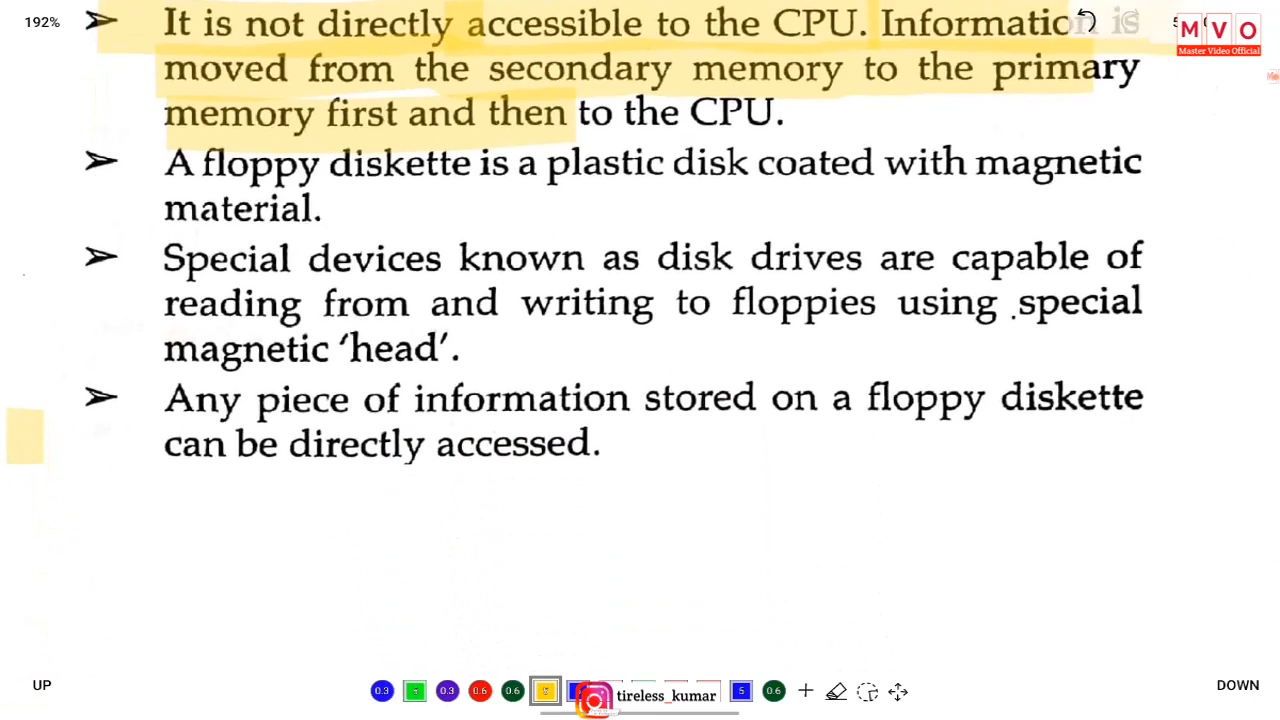 192%
➢ It is not directly accessible to the CPU. Information is
M V O
Master Video Official
moved from the secondary memory to the primary
memory first and then to the CPU.
➢ A floppy diskette is a plastic disk coated with magnetic
material.
➢ Special devices known as disk drives are capable of
reading from and writing to floppies using special
magnetic ‘head’.
➢ Any piece of information stored on a floppy diskette
can be directly accessed.
UP
DOWN
0.3 0.3 0.6 0.6 5 0.6
tireless_kumar